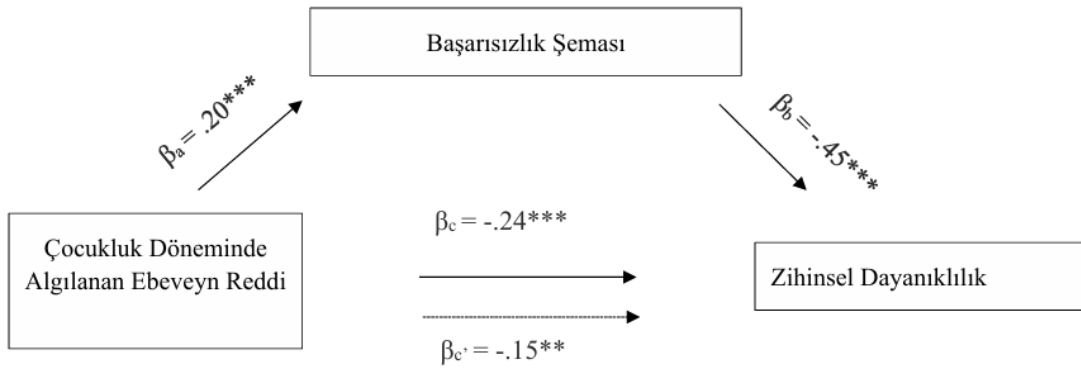 Başarısızlık Şeması
βa = .20***
βb = -.45***
βc = -.24***
Çocukluk Döneminde
Algılanan Ebeveyn Reddi
Zihinsel Dayanıklılık
βc' = -.15**